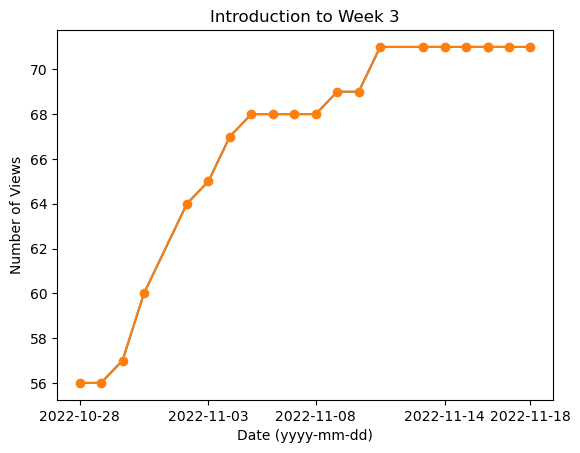 Introduction to Week 3
Number of Views
70
68
66
64
62
60
58
56
2022-10-28 2022-11-03 2022-11-08 2022-11-14 2022-11-18
Date (yyyy-mm-dd)